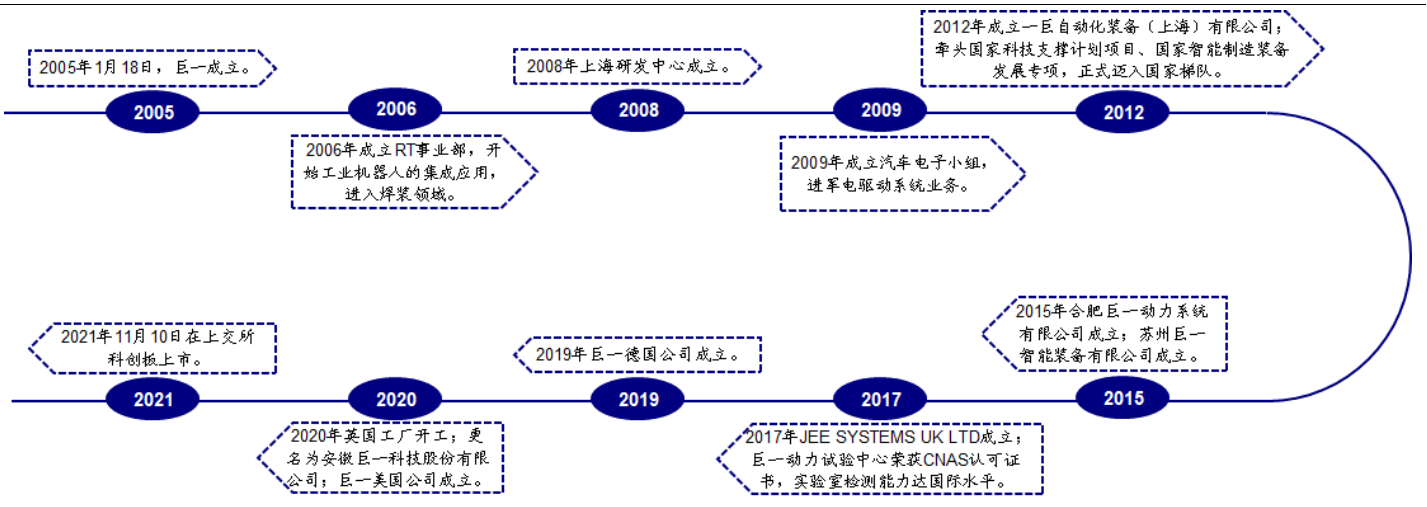 2005年1月18日，巨一成立。
2005
2006
2006年成立RT事业部，开
始工业机器人的集成应用，
进入焊装领域。
2008年上海研发中心成立。
2008
2009
2009年成立汽车电子小组，
进军电驱动系统业务。
2012年成立一巨自动化装备（上海）有限公司；
牵头国家科技支撑计划项目、国家智能制造装备
发展专项，正式迈入国家梯队。
2012
2015年合肥巨一动力系统
有限公司成立；苏州巨一
智能装备有限公司成立。
2015
2017
2017年JEE SYSTEMS UK LTD成立；
巨一动力试验中心荣获CNAS认可证
书，实验室检测能力达国际水平。
2019年巨一德国公司成立。
2019
2020
2020年英国工厂开工；更
名为安徽巨一科技股份有限
公司；巨一美国公司成立。
2021年11月10日在上交所
科创板上市。
2021